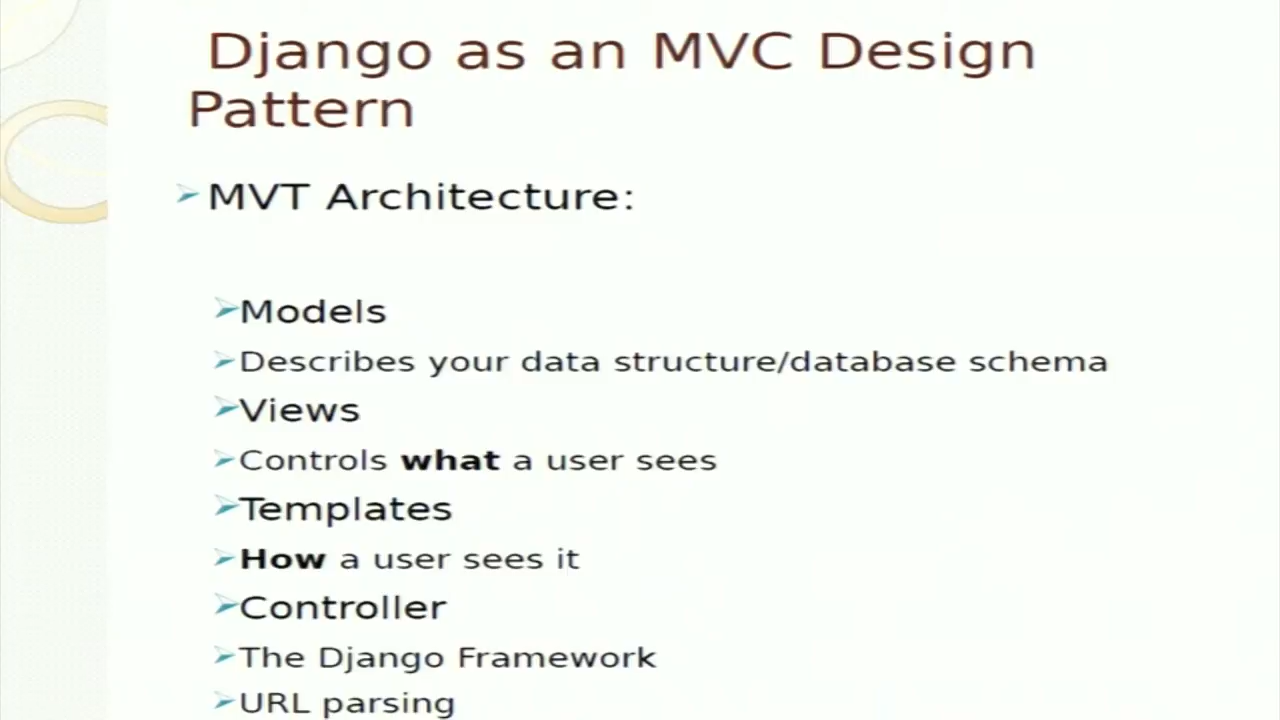 Django as an MVC Design
Pattern
MVT Architecture:
Models
Describes your data structure/database schema
Views
Controls what a user sees
Templates
How a user sees it
Controller
The Django Framework
URL parsing